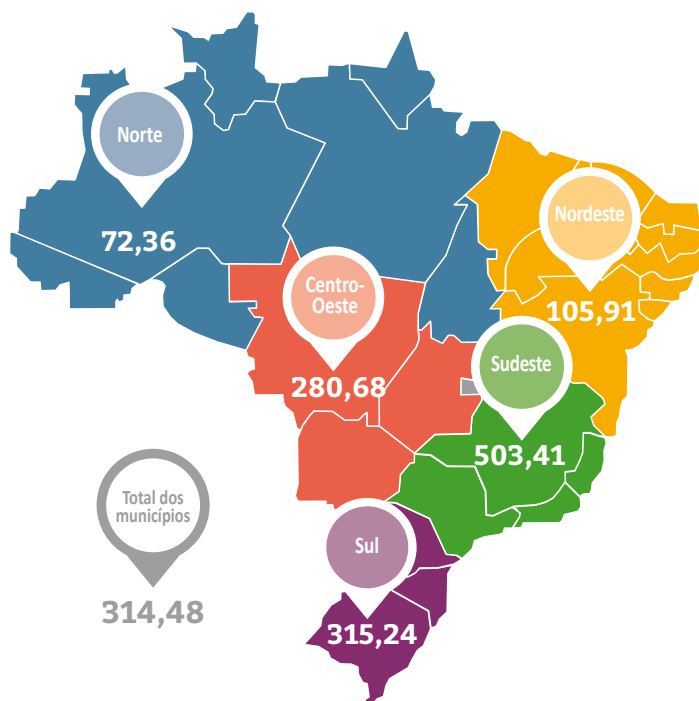 Norte
72,36
Nordeste
105,91
Centro-
Oeste
280,68
Sudeste
503,41
Total dos
municípios
314,48
Sul
315,24